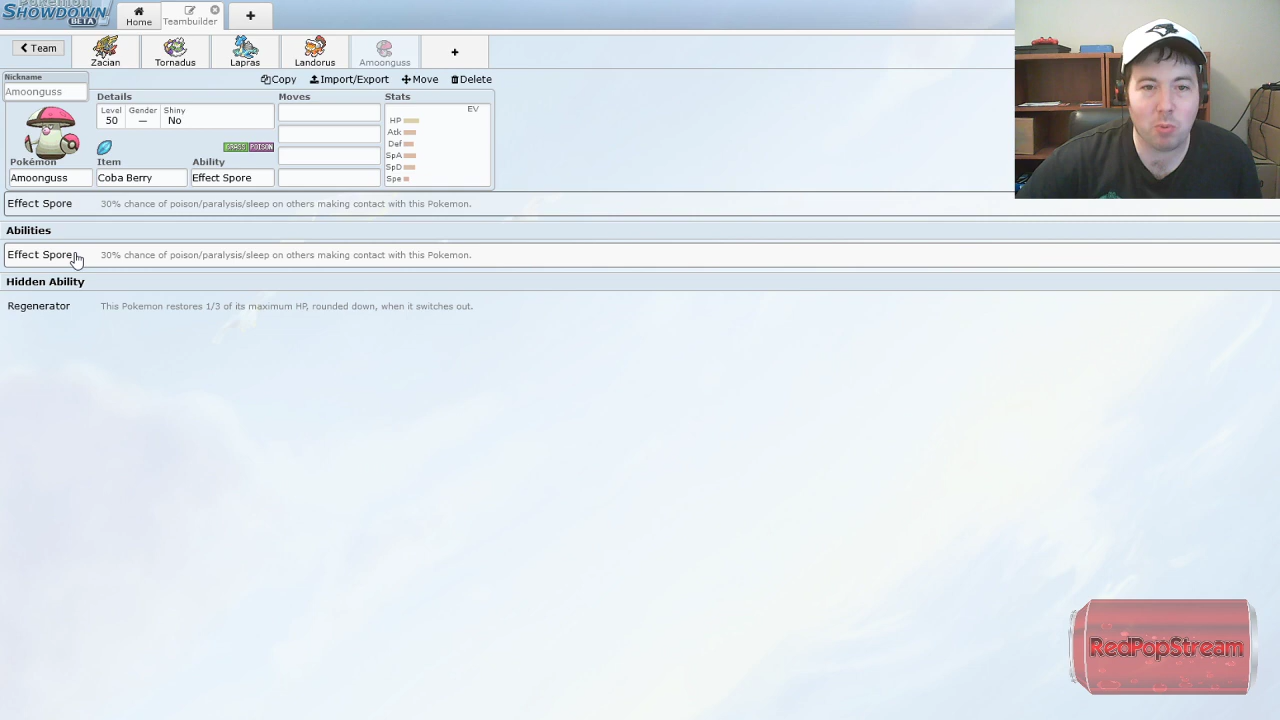 Pokémon
SHOWDOWN
BETA
Home
Teambuilder
+
< Team
Zacian
Tornadus
Lapras
Landorus
Amoonguss
+
Copy
Import/Export
Move
Delete
Nickname
Amoonguss
Details
Moves
Stats
Level
Gender
Shiny
50
—
No
EV
HP
Atk
Def
SpA
SpD
Spe
GRASS POISON
Pokémon
Item
Ability
Amoonguss
Coba Berry
Effect Spore
Effect Spore 30% chance of poison/paralysis/sleep on others making contact with this Pokemon.
Abilities
Effect Spore 30% chance of poison/paralysis/sleep on others making contact with this Pokemon.
Hidden Ability
Regenerator This Pokemon restores 1/3 of its maximum HP, rounded down, when it switches out.
RedPopStream